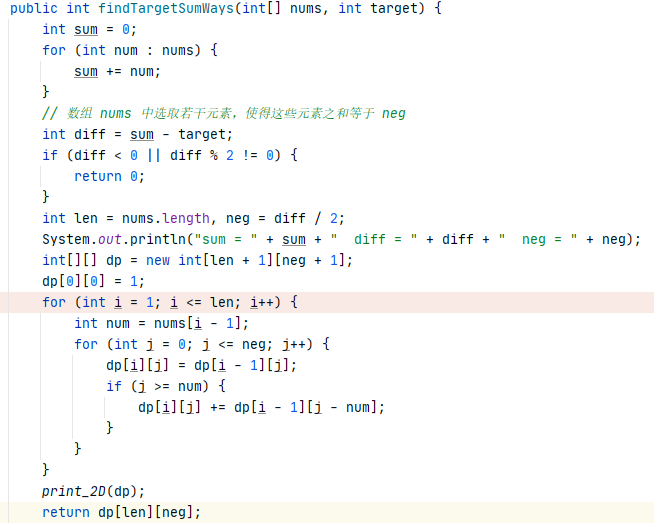 public int findTargetSumWays(int[] nums, int target) {
    int sum = 0;
    for (int num : nums) {
        sum += num;
    }
    // 数组 nums 中选取若干元素，使得这些元素之和等于 neg
    int diff = sum - target;
    if (diff < 0 || diff % 2 != 0) {
        return 0;
    }
    int len = nums.length, neg = diff / 2;
    System.out.println("sum = " + sum + "  diff = " + diff + "  neg = " + neg);
    int[][] dp = new int[len + 1][neg + 1];
    dp[0][0] = 1;
    for (int i = 1; i <= len; i++) {
        int num = nums[i - 1];
        for (int j = 0; j <= neg; j++) {
            dp[i][j] = dp[i - 1][j];
            if (j >= num) {
                dp[i][j] += dp[i - 1][j - num];
            }
        }
    }
    print_2D(dp);
    return dp[len][neg];